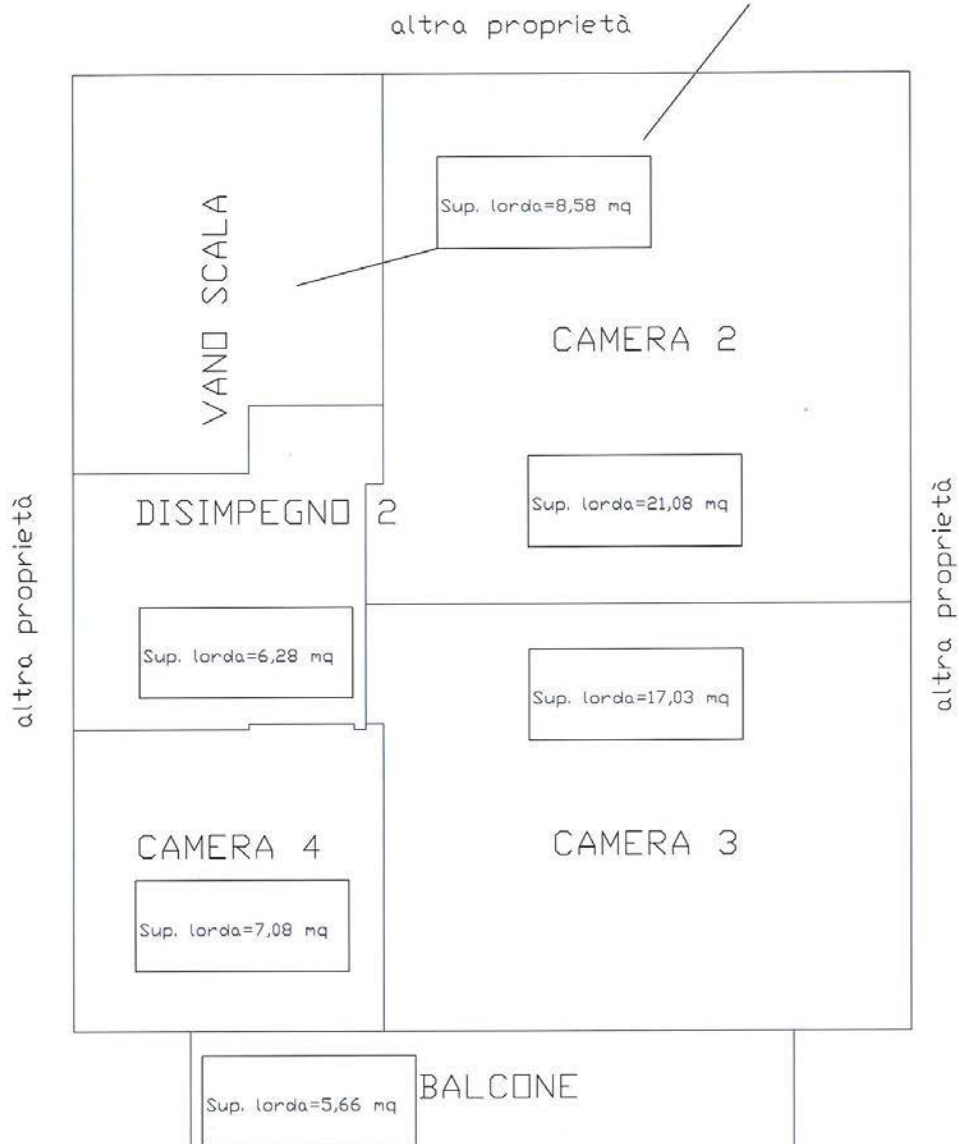 altra proprietà
Sup. lorda=8,58 mq
VANO SCALA
CAMERA 2
Sup. lorda=21,08 mq
DISIMPEGNO 2
altra proprietà
altra proprietà
Sup. lorda=6,28 mq
Sup. lorda=17,03 mq
CAMERA 4
CAMERA 3
Sup. lorda=7,08 mq
BALCONE
Sup. lorda=5,66 mq